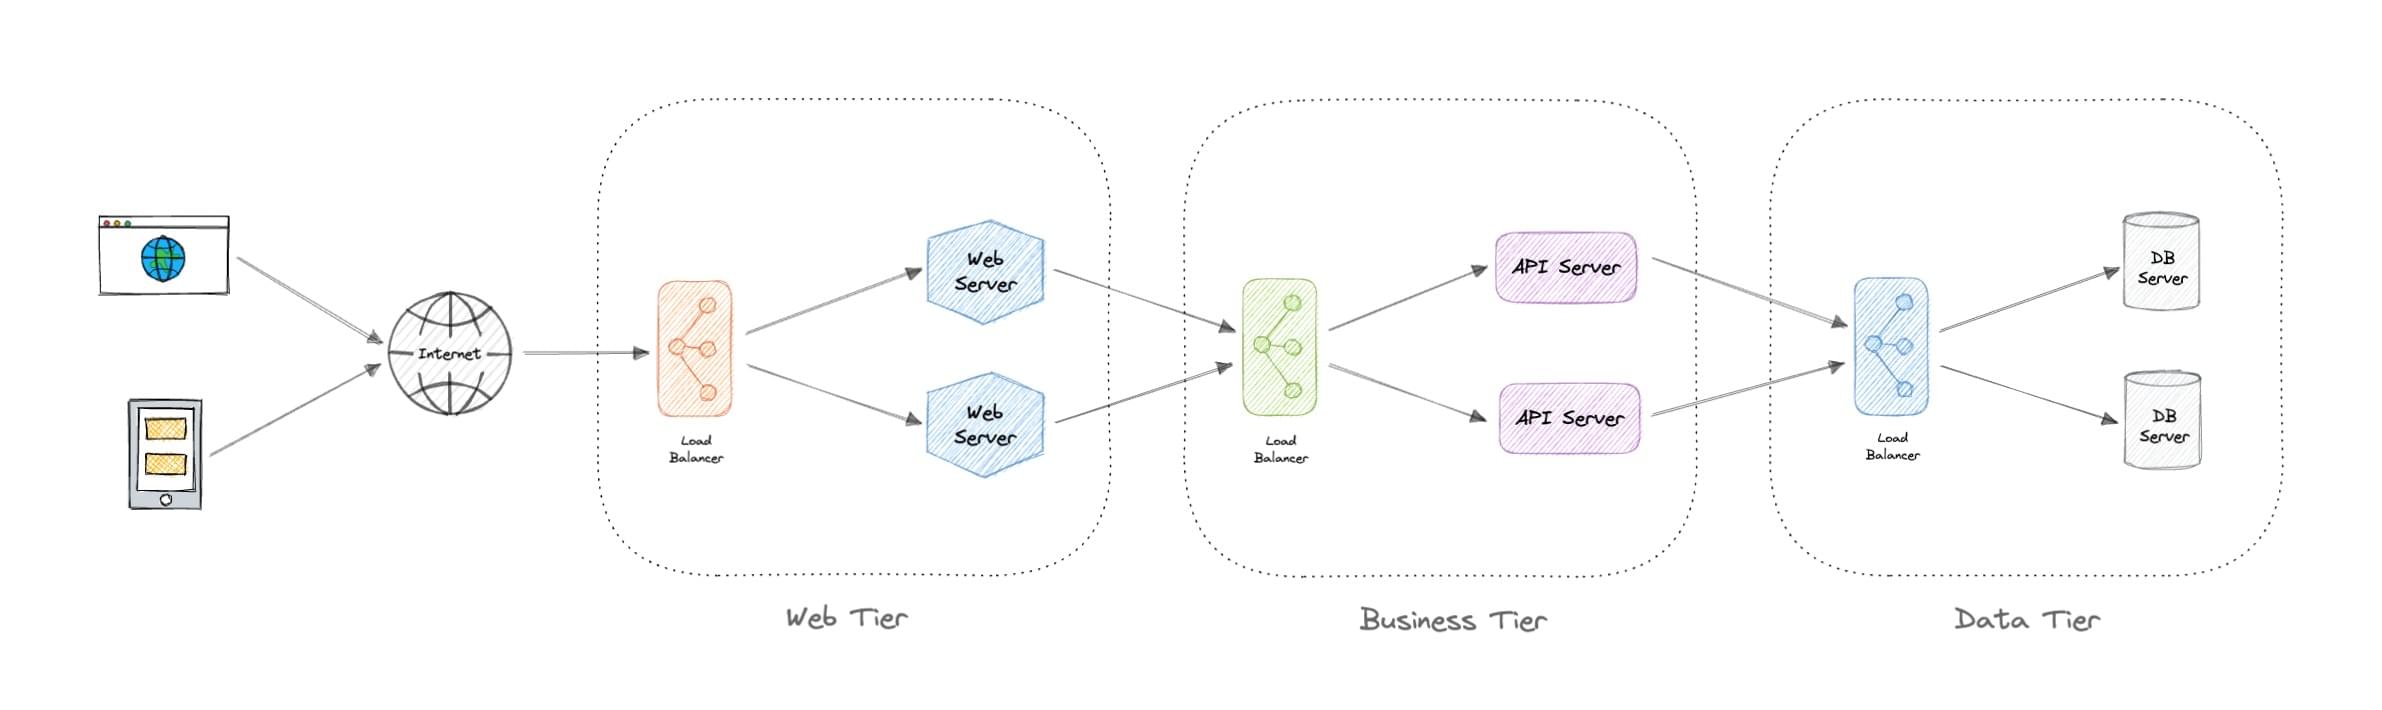 Internet
Load
Balancer
Web
Server
Web
Server
Web Tier
Load
Balancer
API Server
API Server
Business Tier
Load
Balancer
DB
Server
DB
Server
Data Tier